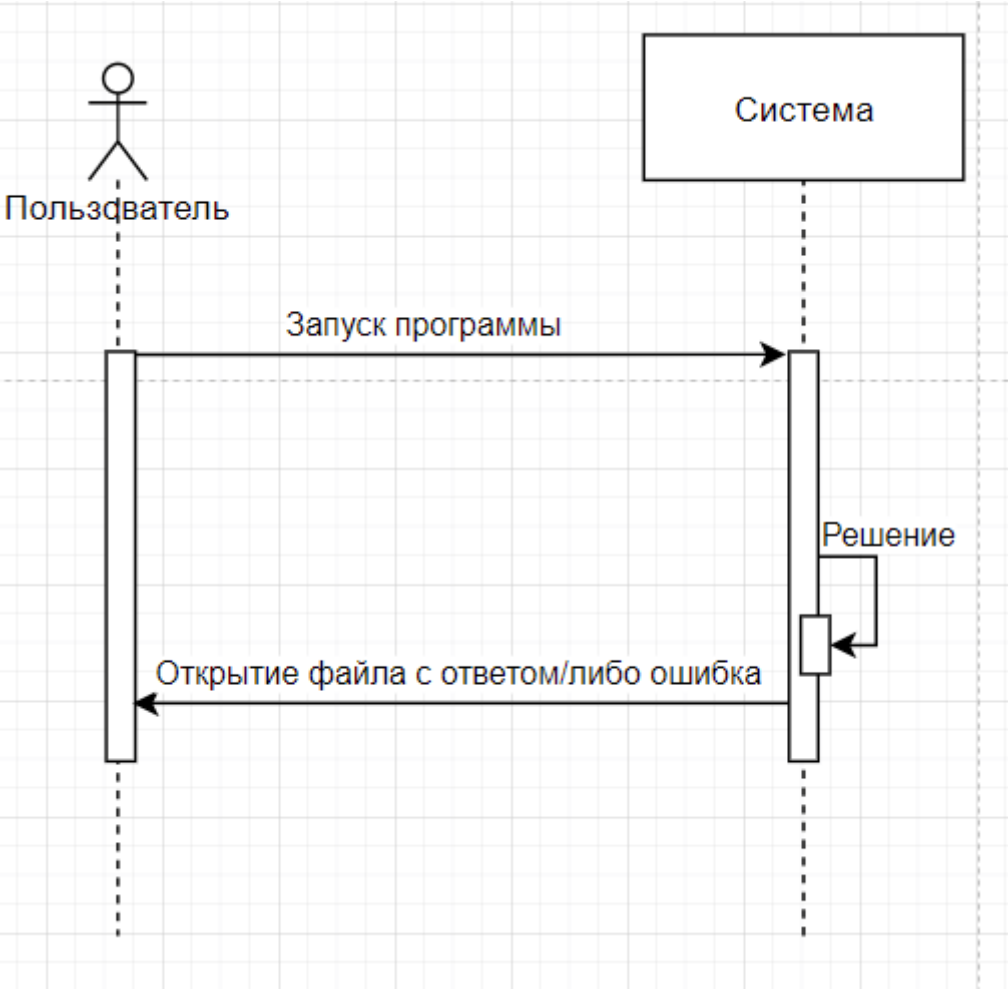 Система
Пользователь
Запуск программы
Решение
Открытие файла с ответом/либо ошибка